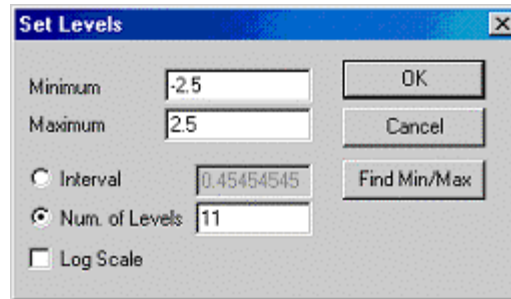 Set Levels
Minimum -2.5 OK
Maximum 2.5 Cancel
Interval 0.45454545 Find Min/Max
Num. of Levels 11
Log Scale